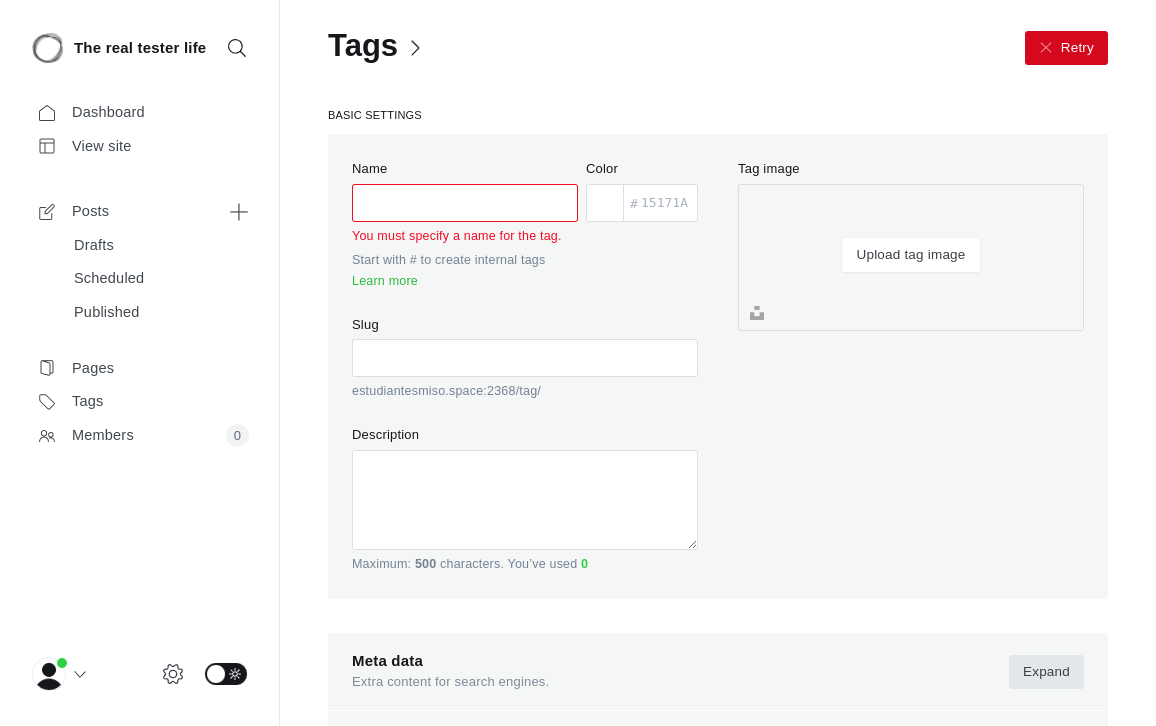 The real tester life
Dashboard
View site
Posts
Drafts
Scheduled
Published
Pages
Tags
Members
0
Tags
Retry
BASIC SETTINGS
Name
Color
# 15171A
You must specify a name for the tag.
Start with # to create internal tags
Learn more
Slug
estudiantesmiso.space:2368/tag/
Description
Maximum: 500 characters. You’ve used 0
Tag image
Upload tag image
Meta data
Extra content for search engines.
Expand